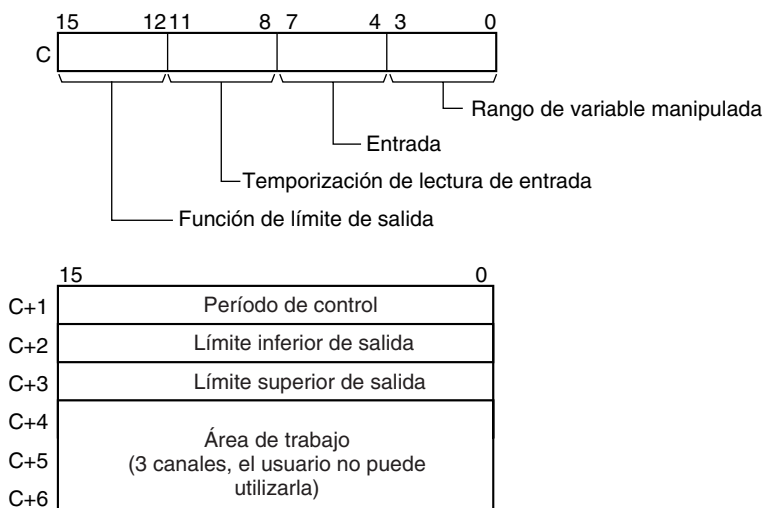 15 12 11 8 7 4 3 0
C
Rango de variable manipulada
Entrada
Temporización de lectura de entrada
Función de límite de salida
15 0
C+1 Período de control
C+2 Límite inferior de salida
C+3 Límite superior de salida
C+4
Área de trabajo
C+5 (3 canales, el usuario no puede
utilizarla)
C+6